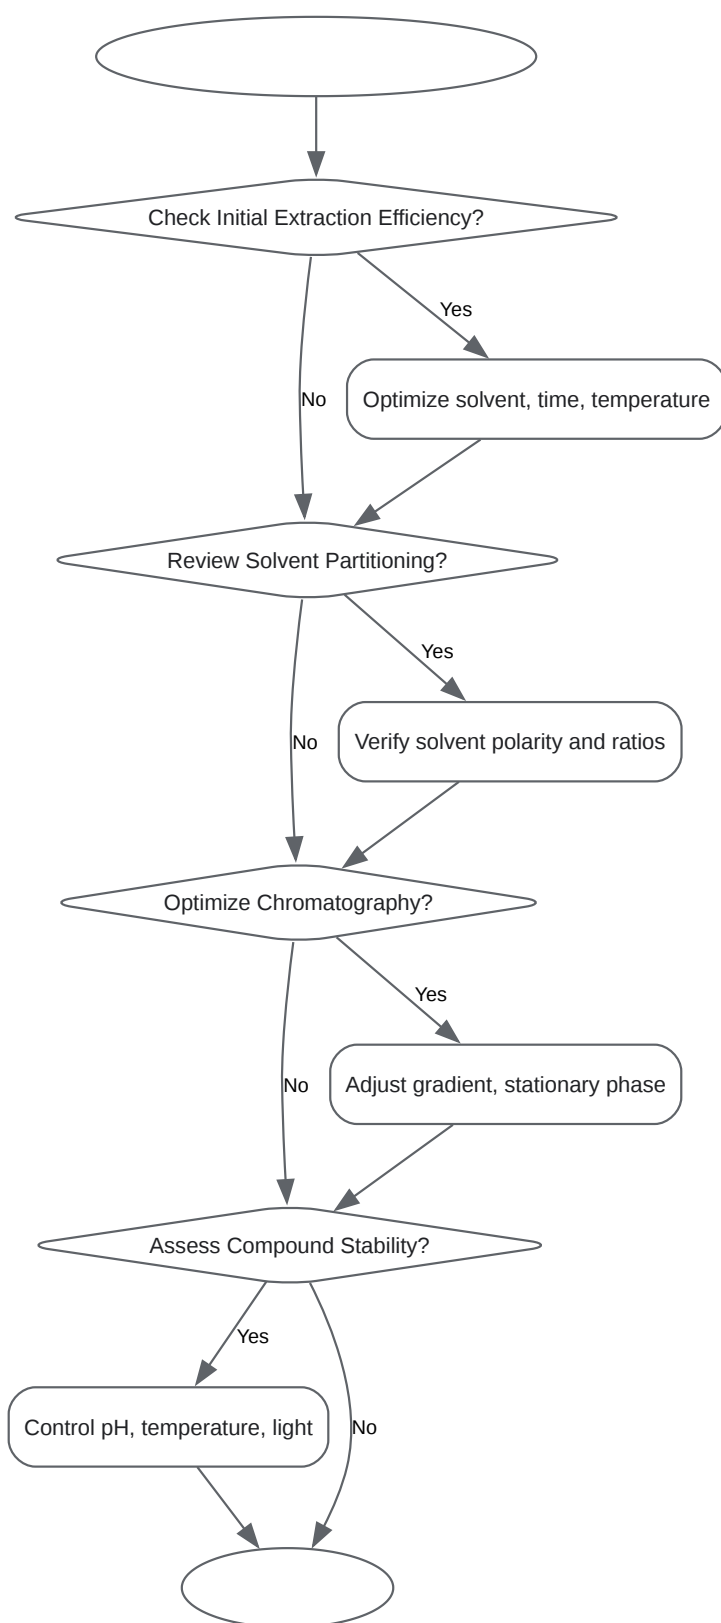 Check Initial Extraction Efficiency?
Yes
Optimize solvent, time, temperature
No
Review Solvent Partitioning?
Yes
Verify solvent polarity and ratios
No
Optimize Chromatography?
Yes
Adjust gradient, stationary phase
No
Assess Compound Stability?
Yes
Control pH, temperature, light
No